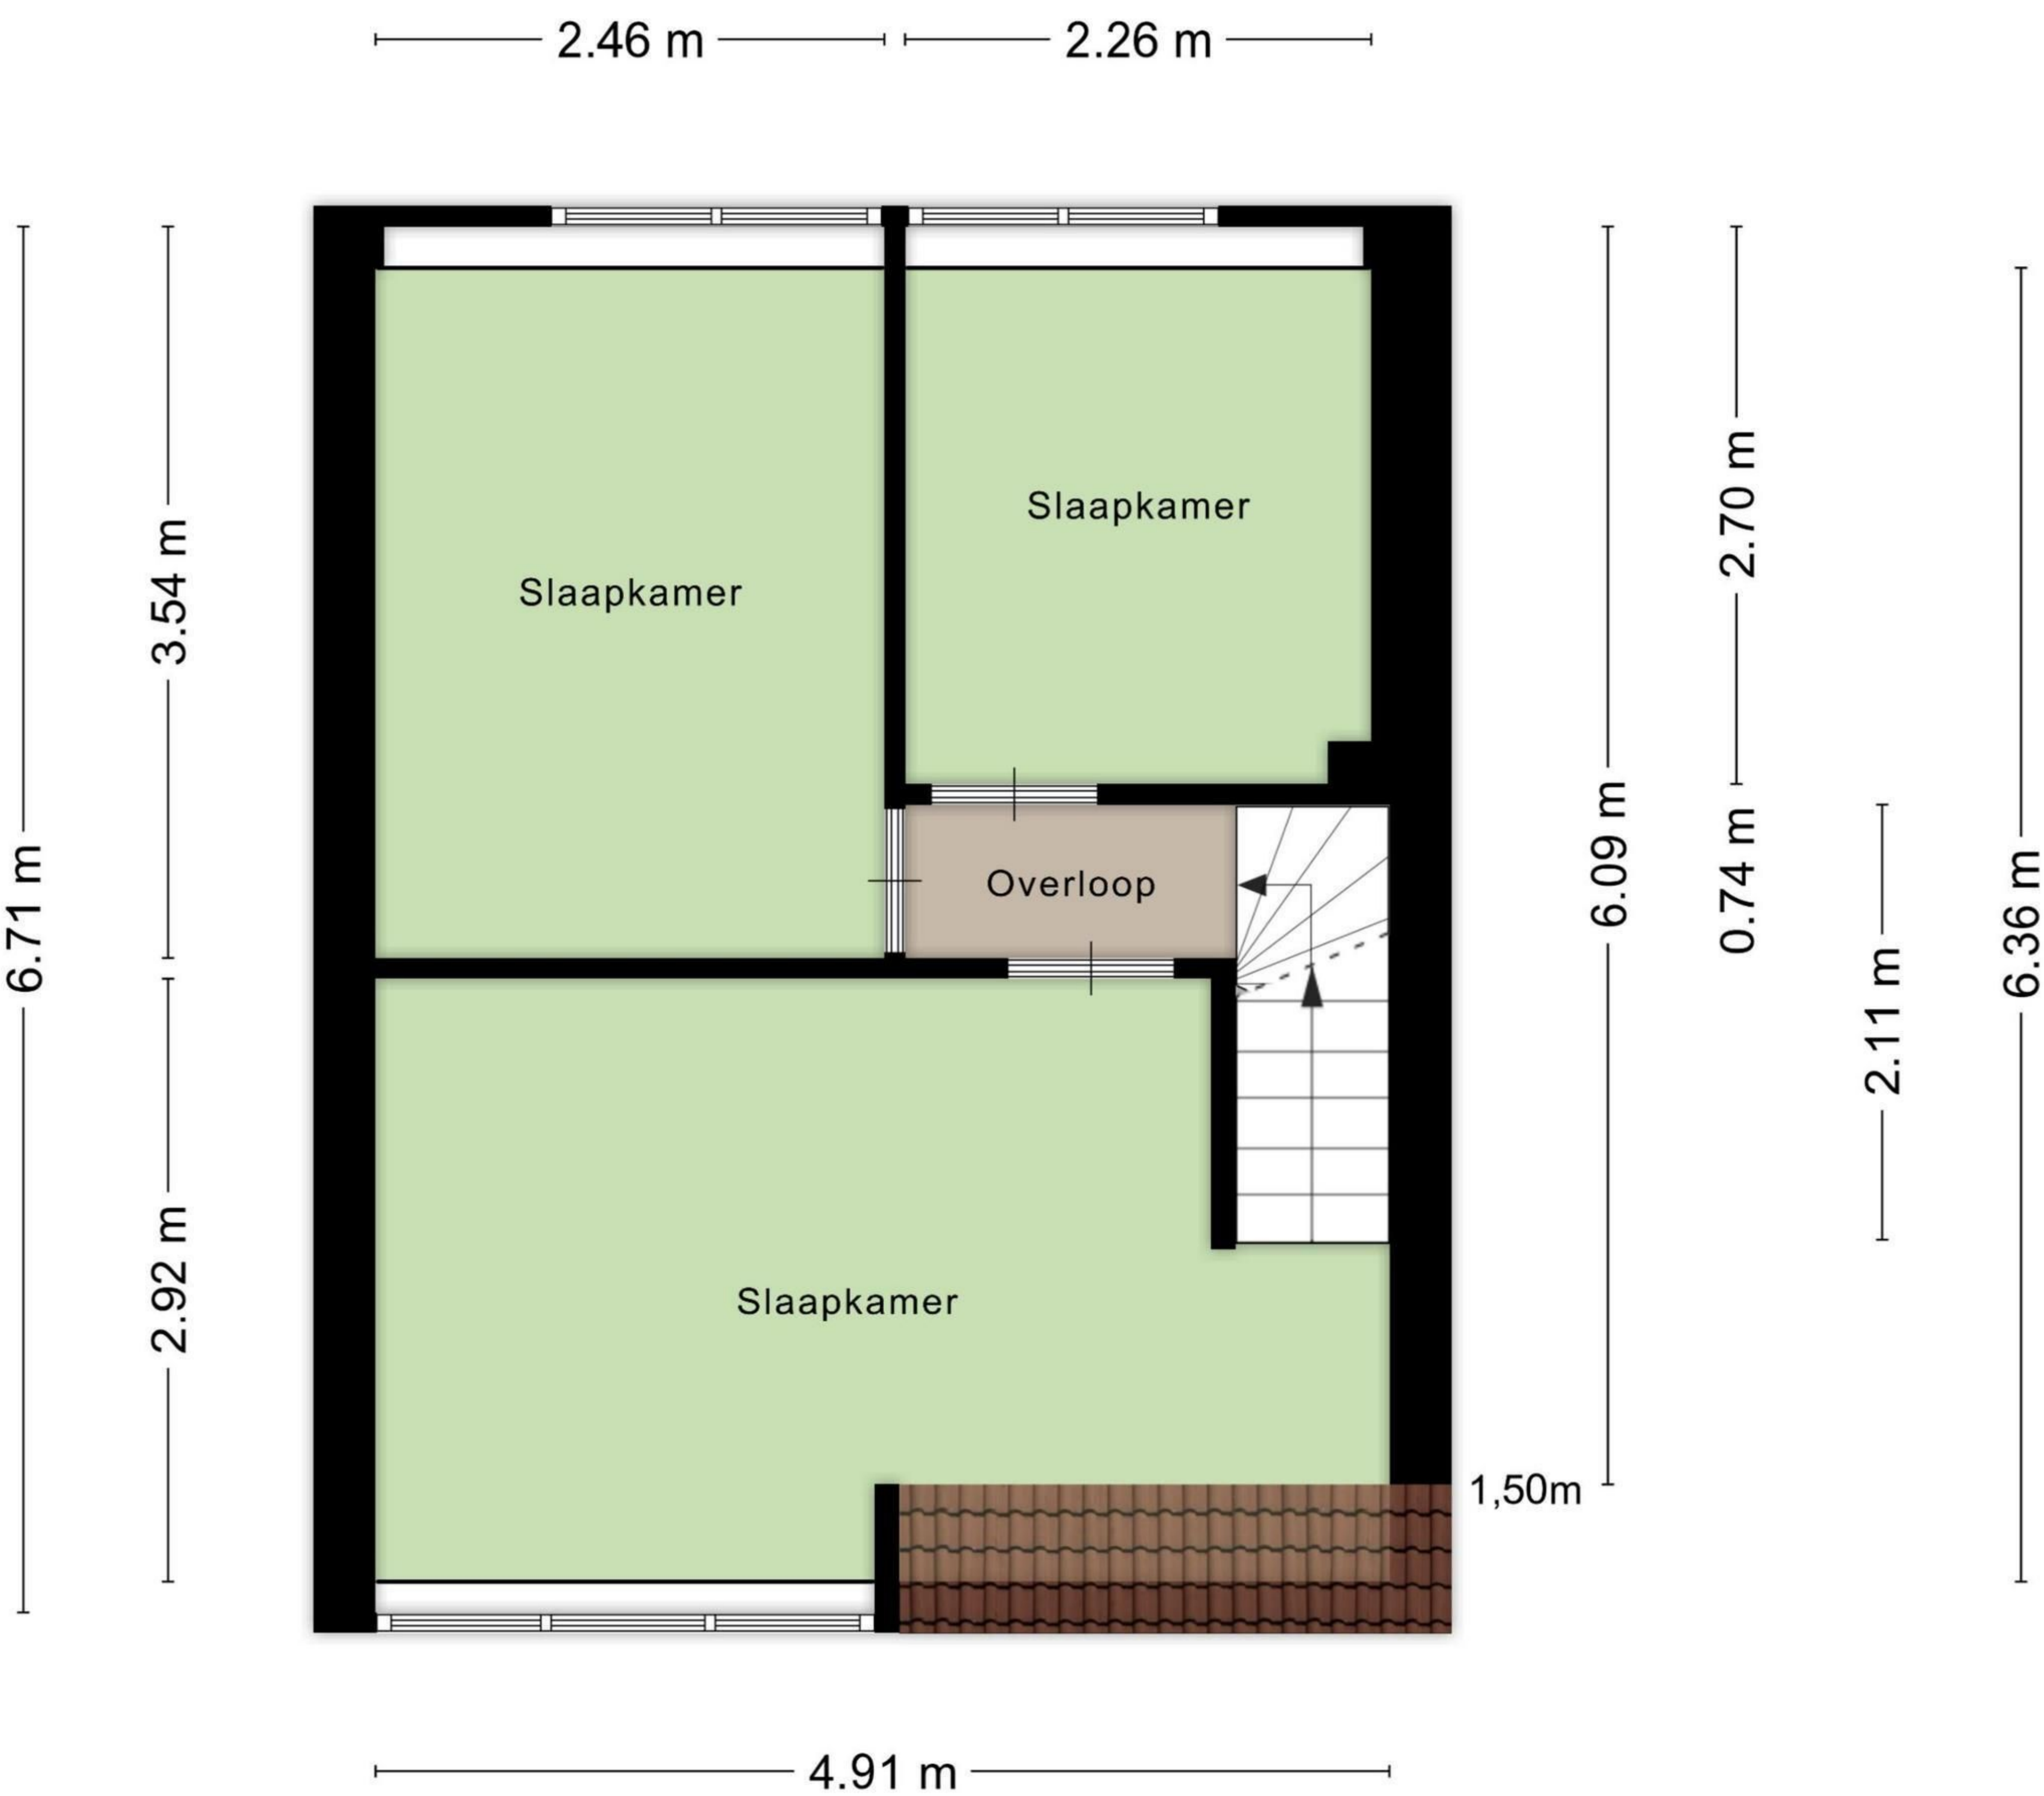 2.46 m
2.26 m
Slaapkamer
Slaapkamer
Overloop
Slaapkamer
6.71 m
3.54 m
2.92 m
6.09 m
2.70 m
0.74 m
2.11 m
6.36 m
1,50m
4.91 m